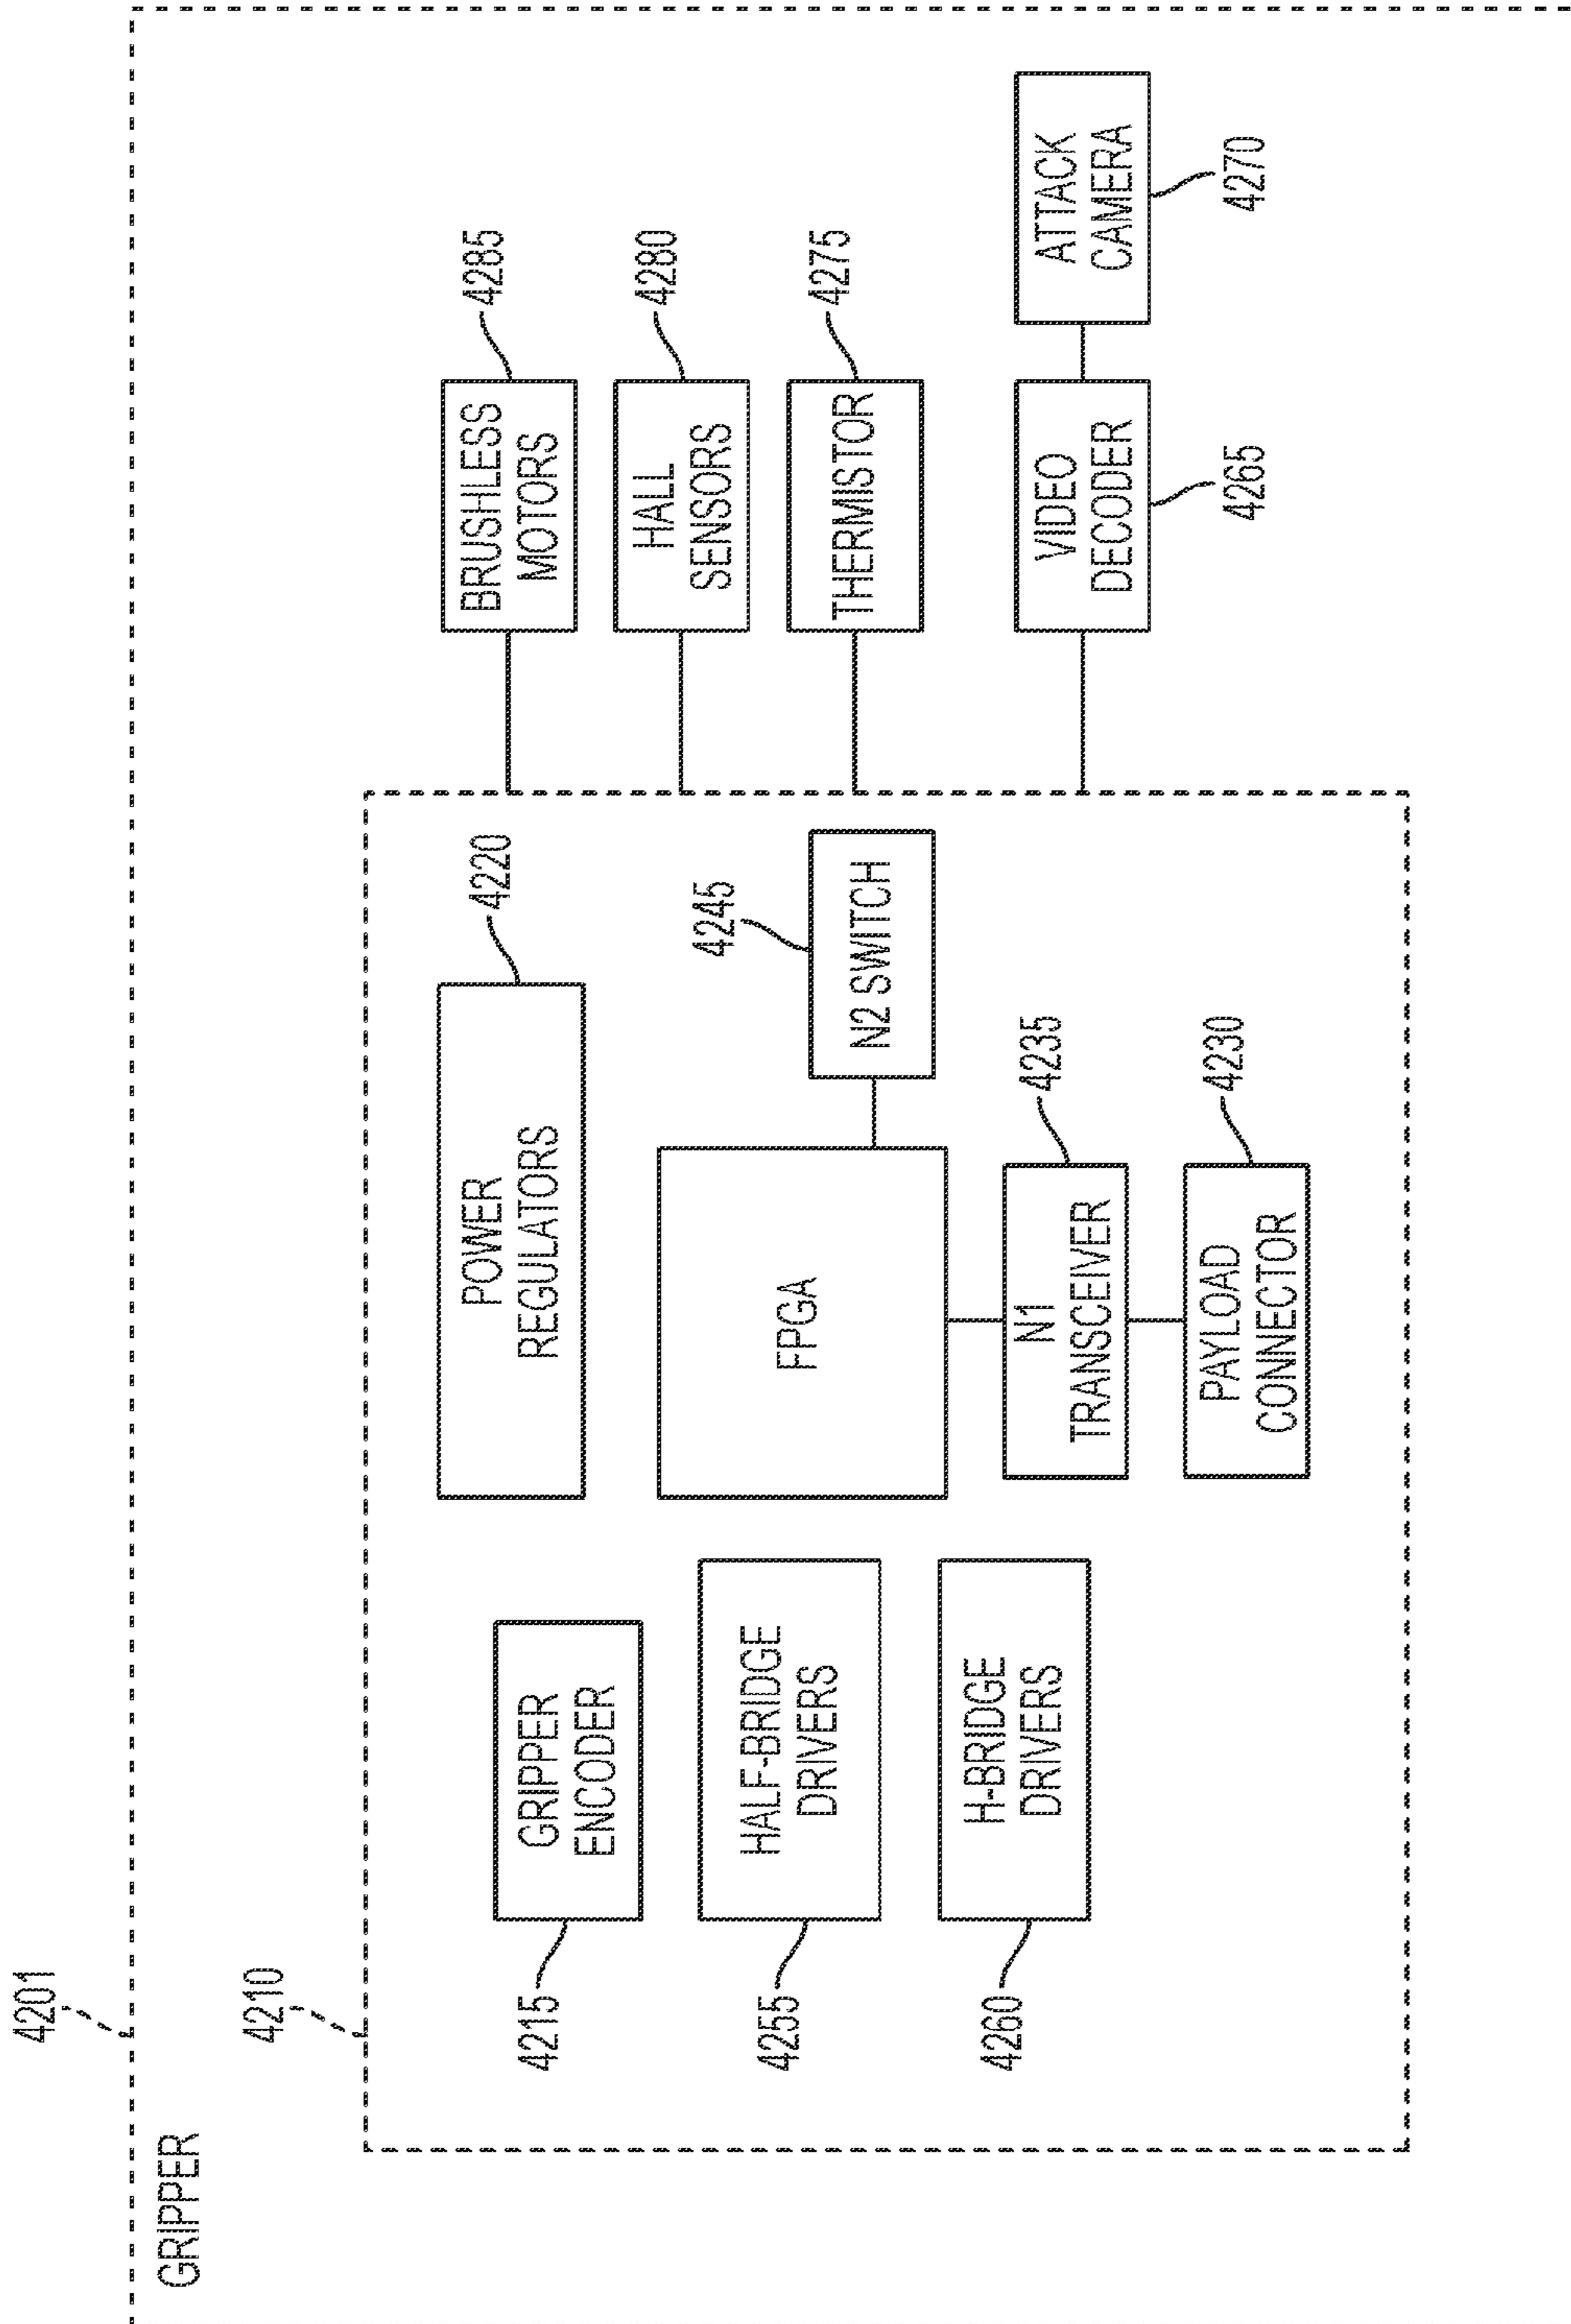 4201
GRIPPER
4210
4215
GRIPPER
ENCODER
4255
HALF-BRIDGE
DRIVERS
4260
H-BRIDGE
DRIVERS
POWER
REGULATORS
4220
FPGA
4245
N2 SWITCH
N1
TRANSCEIVER
4235
PAYLOAD
CONNECTOR
4230
BRUSHLESS
MOTORS
4285
HALL
SENSORS
4280
THERMISTOR
4275
VIDEO
DECODER
4265
ATTACK
CAMERA
4270